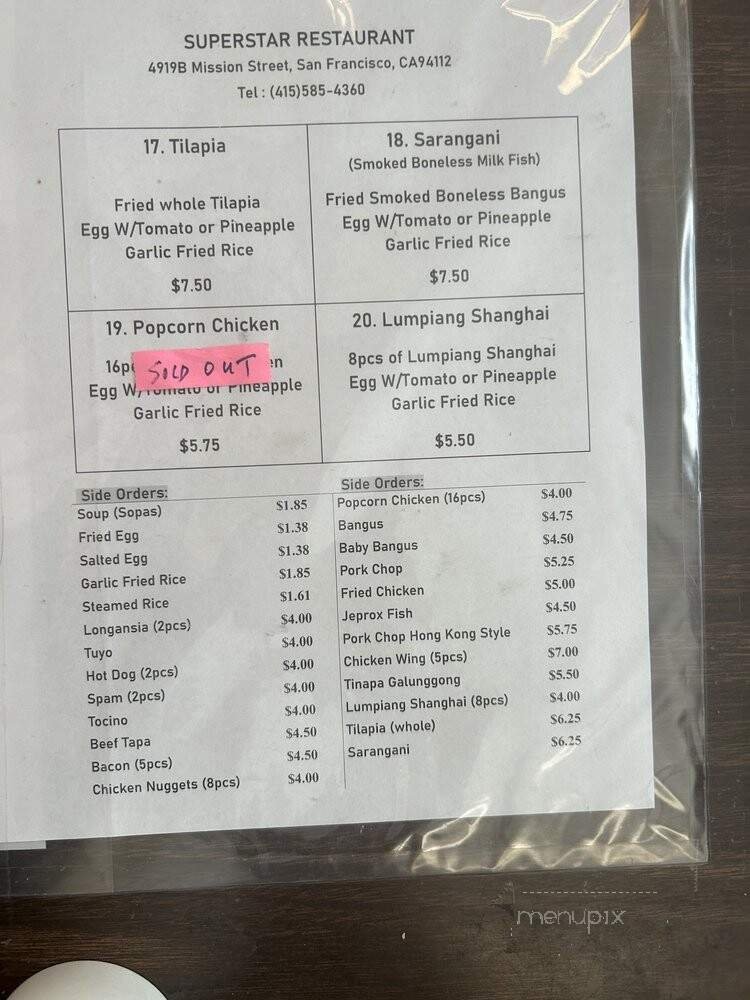 SUPERSTAR RESTAURANT
4919B Mission Street, San Francisco, CA94112
Tel : (415)585-4360
17. Tilapia
Fried whole Tilapia
Egg W/Tomato or Pineapple
Garlic Fried Rice
$7.50
18. Sarangani
(Smoked Boneless Milk Fish)
Fried Smoked Boneless Bangus
Egg W/Tomato or Pineapple
Garlic Fried Rice
$7.50
19. Popcorn Chicken
SOLD OUT
Egg W/Tomato or Pineapple
Garlic Fried Rice
$5.75
20. Lumpiang Shanghai
8pcs of Lumpiang Shanghai
Egg W/Tomato or Pineapple
Garlic Fried Rice
$5.50
Side Orders:
Soup (Sopas) $1.85
Fried Egg $1.38
Salted Egg $1.38
Garlic Fried Rice $1.85
Steamed Rice $1.61
Longansia (2pcs) $4.00
Tuyo $4.00
Hot Dog (2pcs) $4.00
Spam (2pcs) $4.00
Tocino $4.00
Beef Tapa $4.50
Bacon (5pcs) $4.50
Chicken Nuggets (8pcs) $4.00
Side Orders:
Popcorn Chicken (16pcs) $4.00
Bangus $4.75
Baby Bangus $4.50
Pork Chop $5.25
Fried Chicken $5.00
Jeprox Fish $4.50
Pork Chop Hong Kong Style $5.75
Chicken Wing (5pcs) $7.00
Tinapa Galunggong $5.50
Lumpiang Shanghai (8pcs) $4.00
Tilapia (whole) $6.25
Sarangani $6.25
menupix